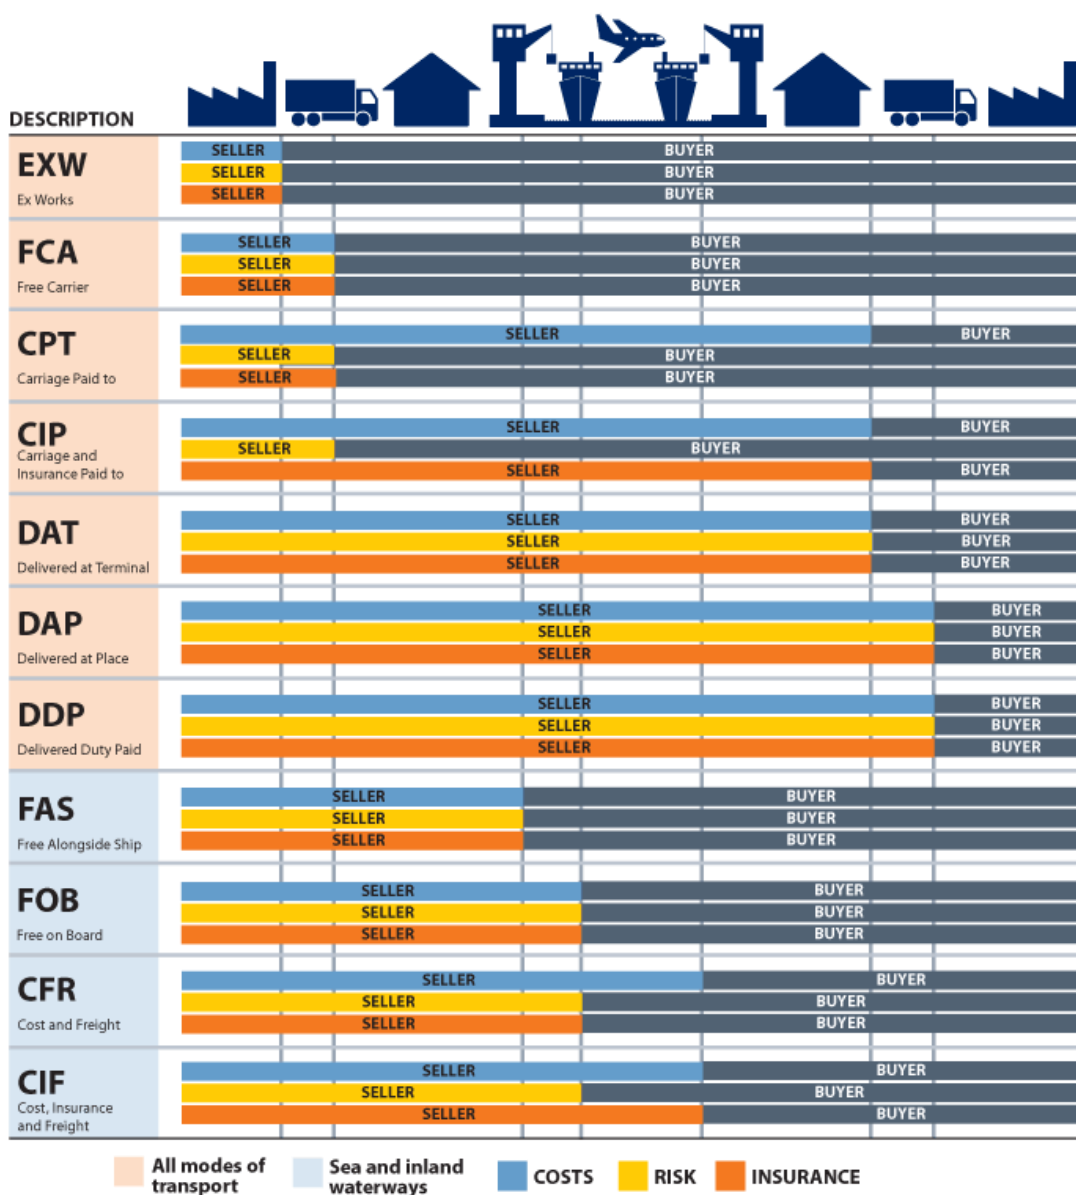 DESCRIPTION
EXW
Ex Works
SELLER BUYER
SELLER BUYER
SELLER BUYER
FCA
Free Carrier
SELLER BUYER
SELLER BUYER
SELLER BUYER
CPT
Carriage Paid to
SELLER BUYER
SELLER BUYER
SELLER BUYER
CIP
Carriage and
Insurance Paid to
SELLER BUYER
SELLER BUYER
SELLER BUYER
DAT
Delivered at Terminal
SELLER BUYER
SELLER BUYER
SELLER BUYER
DAP
Delivered at Place
SELLER BUYER
SELLER BUYER
SELLER BUYER
DDP
Delivered Duty Paid
SELLER BUYER
SELLER BUYER
SELLER BUYER
FAS
Free Alongside Ship
SELLER BUYER
SELLER BUYER
SELLER BUYER
FOB
Free on Board
SELLER BUYER
SELLER BUYER
SELLER BUYER
CFR
Cost and Freight
SELLER BUYER
SELLER BUYER
SELLER BUYER
CIF
Cost, Insurance
and Freight
SELLER BUYER
SELLER BUYER
SELLER BUYER
All modes of
transport
Sea and inland
waterways
COSTS
RISK
INSURANCE